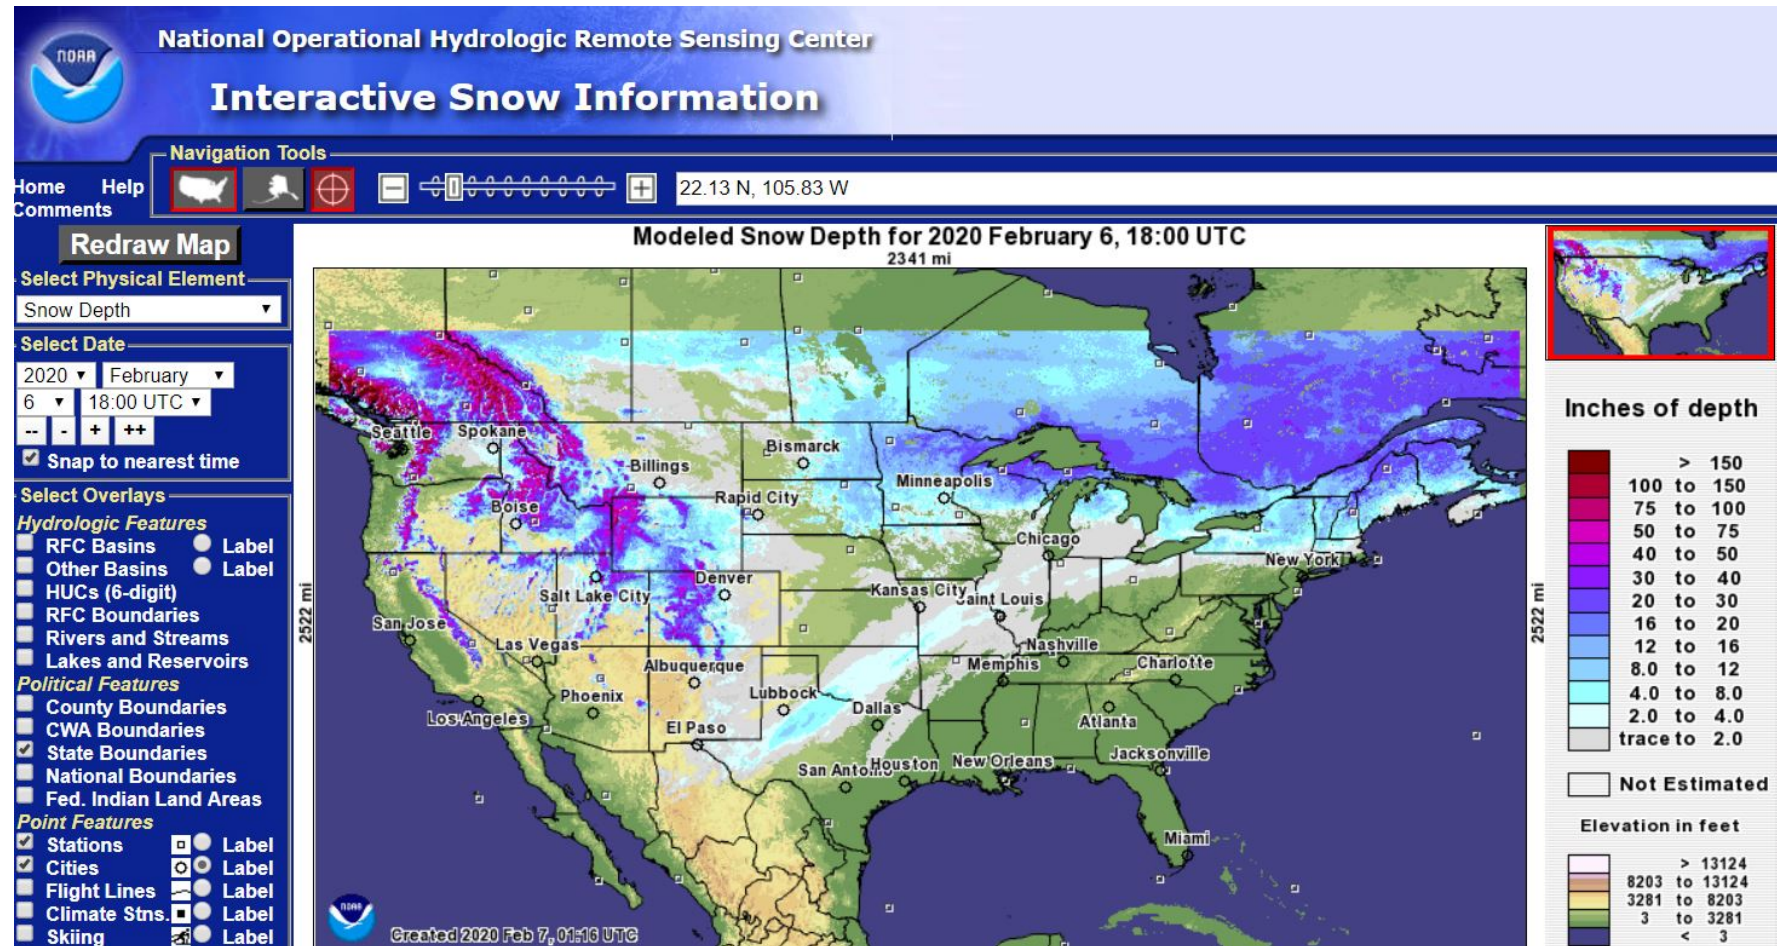 NOAA
National Operational Hydrologic Remote Sensing Center
Interactive Snow Information
Navigation Tools
Home Help
Comments
22.13 N, 105.83 W
Redraw Map
Select Physical Element
Snow Depth
Select Date
2020 February
6 18:00 UTC
-- - + ++
Snap to nearest time
Select Overlays
Hydrologic Features
RFC Basins Label
Other Basins Label
HUCs (6-digit)
RFC Boundaries
Rivers and Streams
Lakes and Reservoirs
Political Features
County Boundaries
CWA Boundaries
State Boundaries
National Boundaries
Fed. Indian Land Areas
Point Features
Stations Label
Cities Label
Flight Lines Label
Climate Stns. Label
Skiing Label
Modeled Snow Depth for 2020 February 6, 18:00 UTC
2341 mi
2522 mi
2522 mi
Seattle
Spokane
Bismarck
Billings
Minneapolis
Rapid City
Boise
Chicago
New York
Denver
Salt Lake City
Kansas City
Saint Louis
San Jose
Las Vegas
Nashville
Albuquerque
Memphis
Charlotte
Phoenix
Lubbock
Dallas
Los Angeles
El Paso
Atlanta
Jacksonville
San Antonio
Houston
New Orleans
Miami
NOAA
Created 2020 Feb 7, 01:16 UTC
Inches of depth
> 150
100 to 150
75 to 100
50 to 75
40 to 50
30 to 40
20 to 30
16 to 20
12 to 16
8.0 to 12
4.0 to 8.0
2.0 to 4.0
trace to 2.0
Not Estimated
Elevation in feet
> 13124
8203 to 13124
3281 to 8203
3 to 3281
< 3